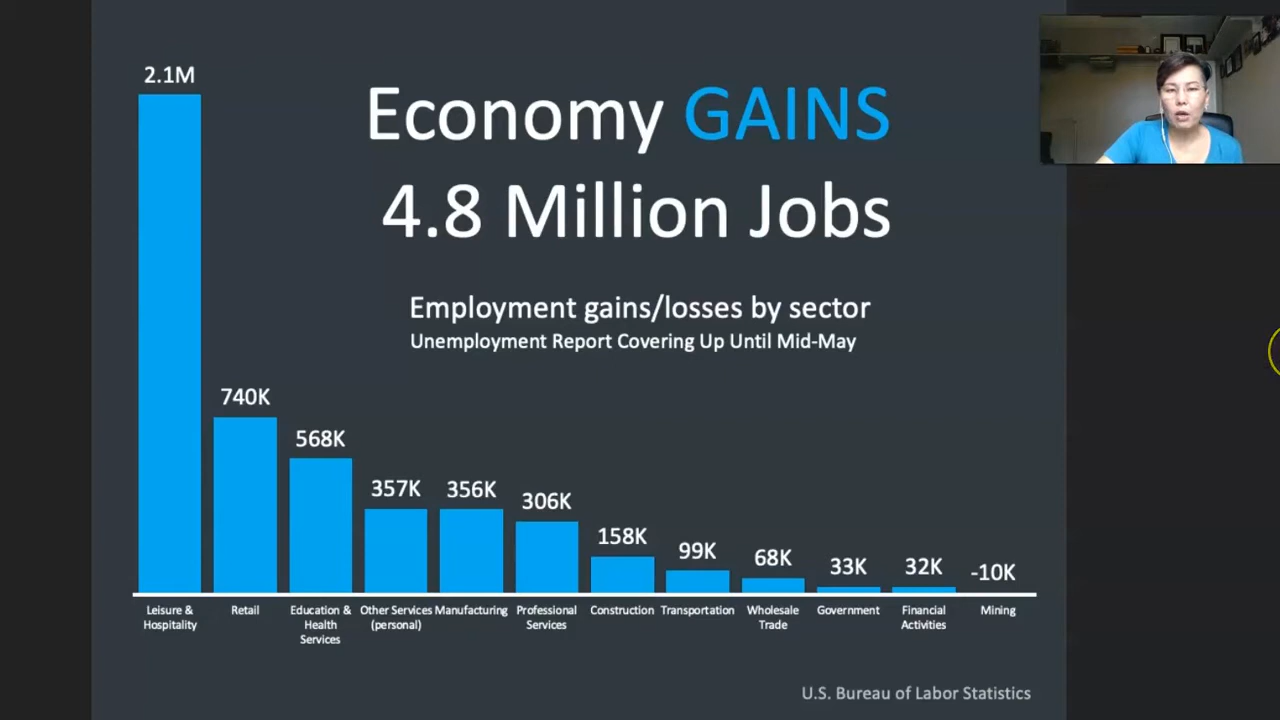 Economy GAINS
4.8 Million Jobs
Employment gains/losses by sector
Unemployment Report Covering Up Until Mid-May
2.1M
740K
568K
357K
356K
306K
158K
99K
68K
33K
32K
-10K
Leisure &
Hospitality
Retail
Education &
Health
Services
Other Services
(personal)
Manufacturing
Professional
Services
Construction
Transportation
Wholesale
Trade
Government
Financial
Activities
Mining
U.S. Bureau of Labor Statistics